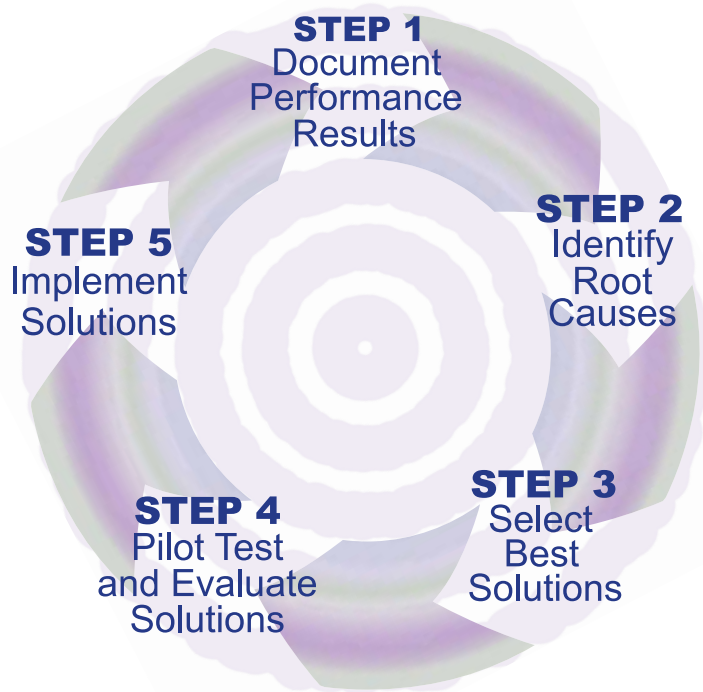 STEP 1
Document
Performance
Results
STEP 2
Identify
Root
Causes
STEP 3
Select
Best
Solutions
STEP 4
Pilot Test
and Evaluate
Solutions
STEP 5
Implement
Solutions